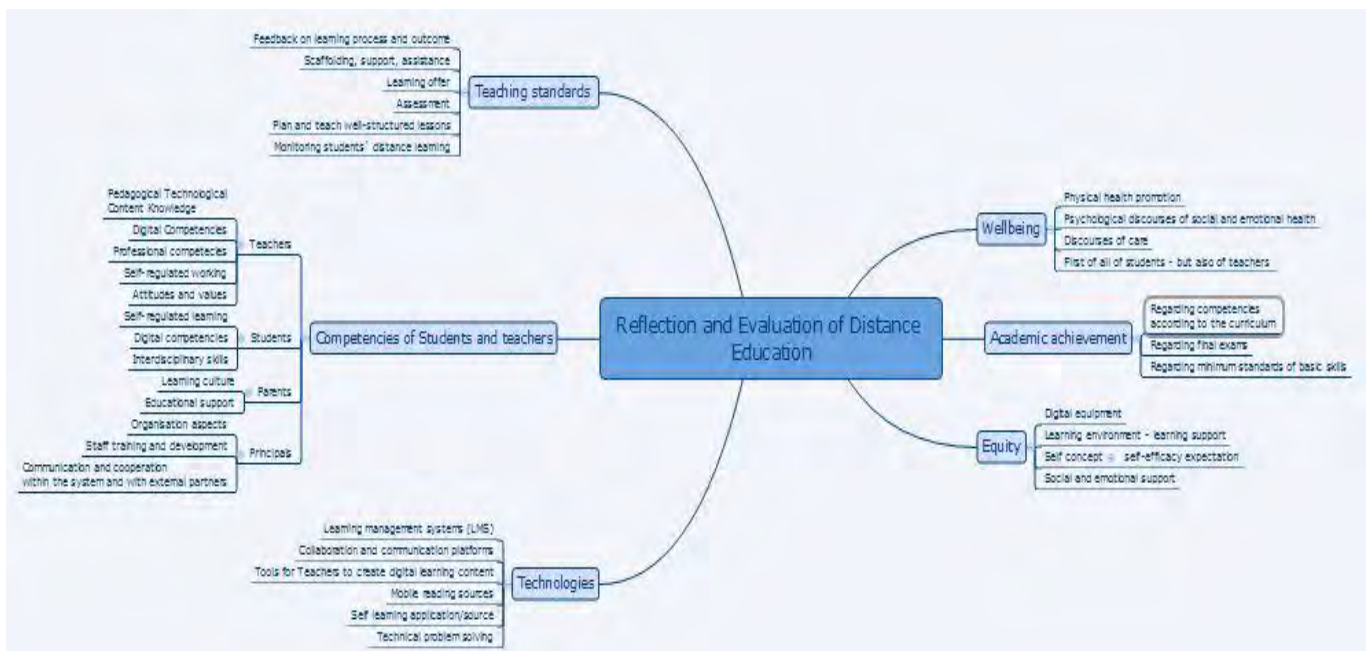 Feedback on learning process and outcome
Scaffolding, support, assistance
Learning offer
Assessment
Plan and teach well-structured lessons
Monitoring students´ distance learning
Teaching standards
Pedagogical Technological
Content Knowledge
Digital Competencies
Professional competecies
Self-regulated working
Attitudes and values
Teachers
Self-regulated learning
Digital competencies
Interdisciplinary skills
Students
Learning culture
Educational support
Parents
Organisation aspects
Staff training and development
Communication and cooperation
within the system and with external partners
Principals
Competencies of Students and teachers
Learning management systems (LMS)
Collaboration and communication platforms
Tools for Teachers to create digital learning content
Mobile reading sources
Self learning application/source
Technical problem solving
Technologies
Reflection and Evaluation of Distance
Education
Wellbeing
Physical health promotion
Psychological discourses of social and emotional health
Discourses of care
First of all of students - but also of teachers
Academic achievement
Regarding competencies
according to the curriculum
Regarding final exams
Regarding minimum standards of basic skills
Equity
Digital equipment
Learning environment - learning support
Self concept self-efficacy expectation
Social and emotional support